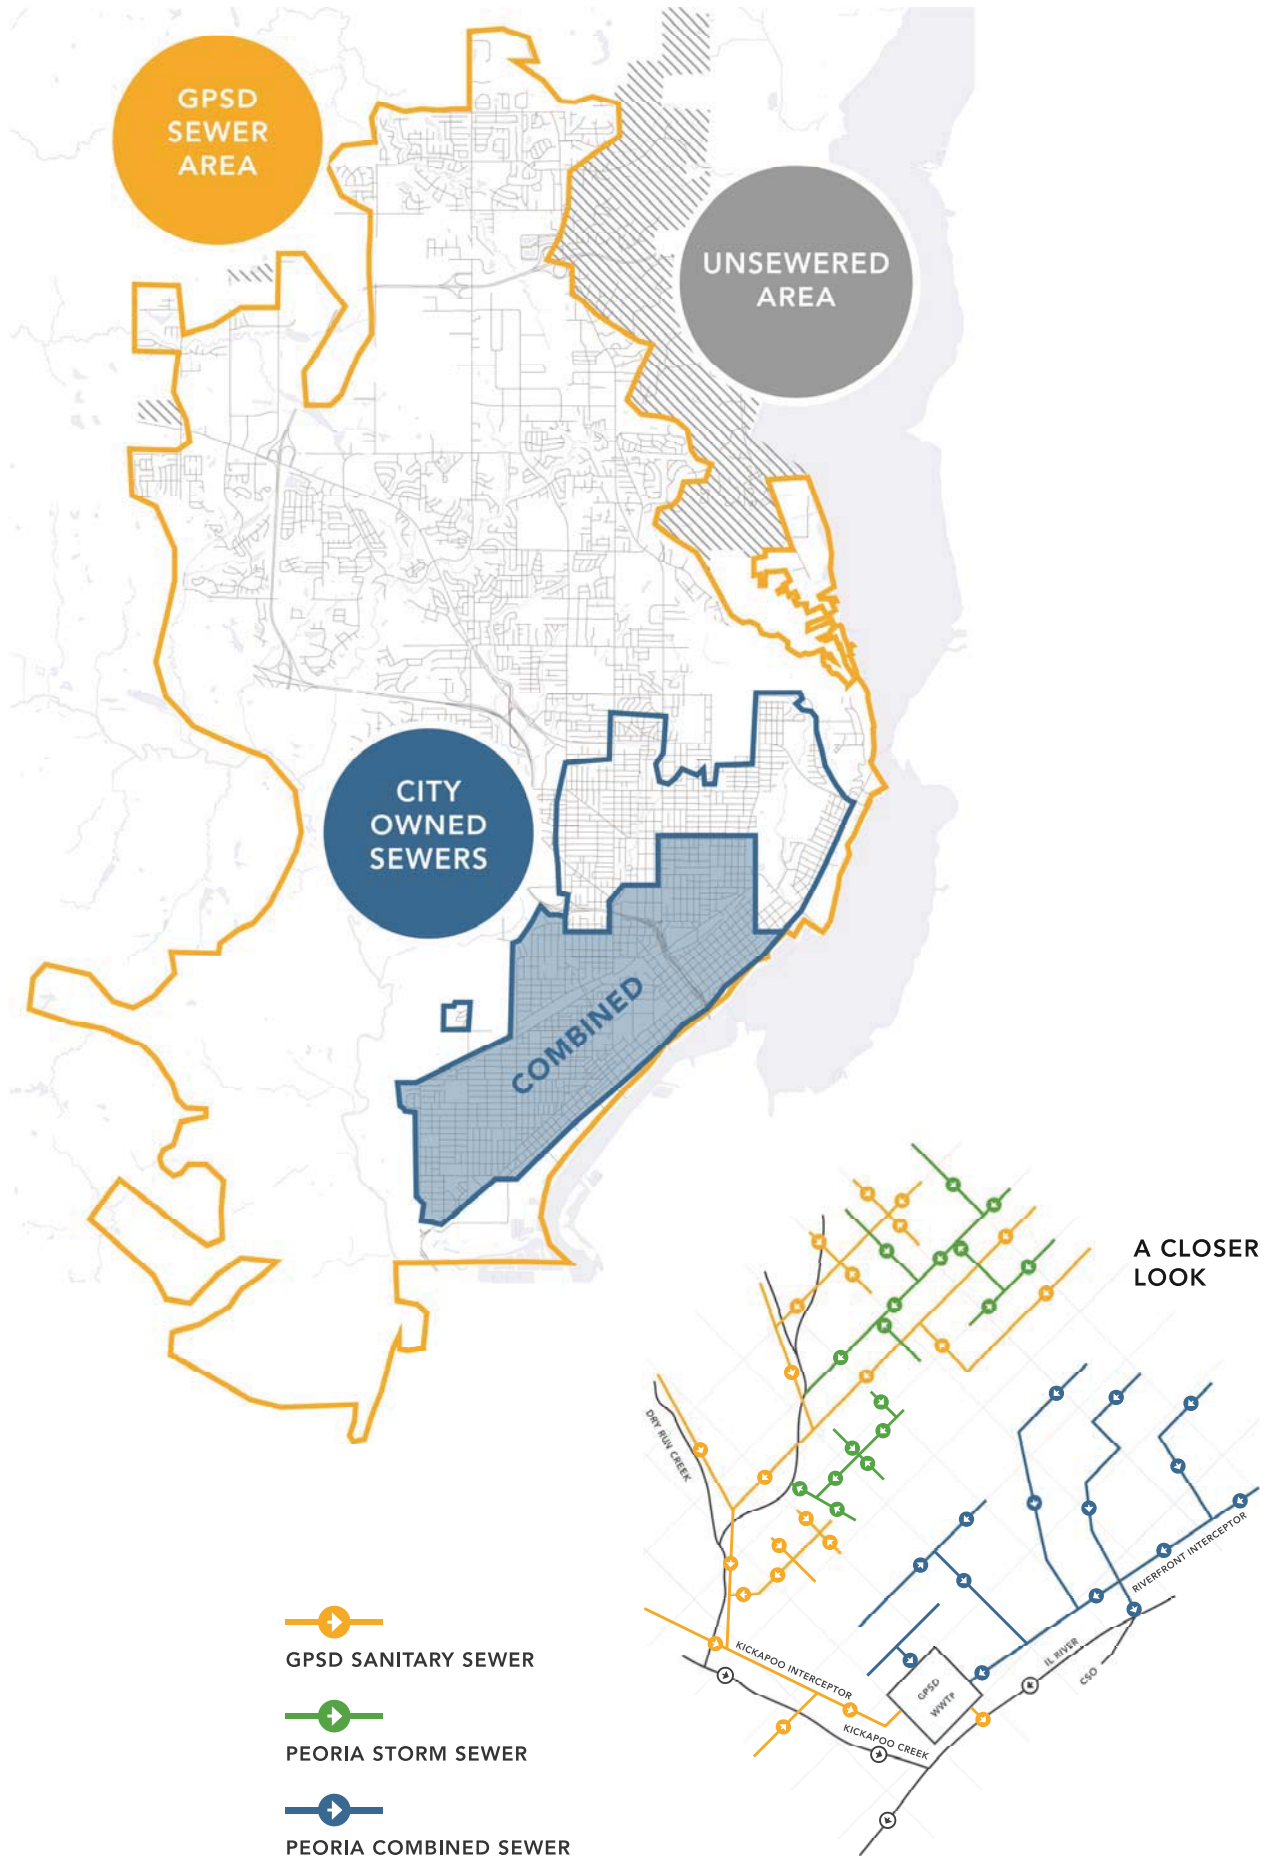 GPSD
SEWER
AREA
UNSEWERED
AREA
CITY
OWNED
SEWERS
COMBINED
A CLOSER
LOOK
DRY RUN CREEK
RIVERFRONT INTERCEPTOR
KICKAPOO INTERCEPTOR
IL RIVER
CSO
GPSD
WWTP
KICKAPOO CREEK
GPSD SANITARY SEWER
PEORIA STORM SEWER
PEORIA COMBINED SEWER